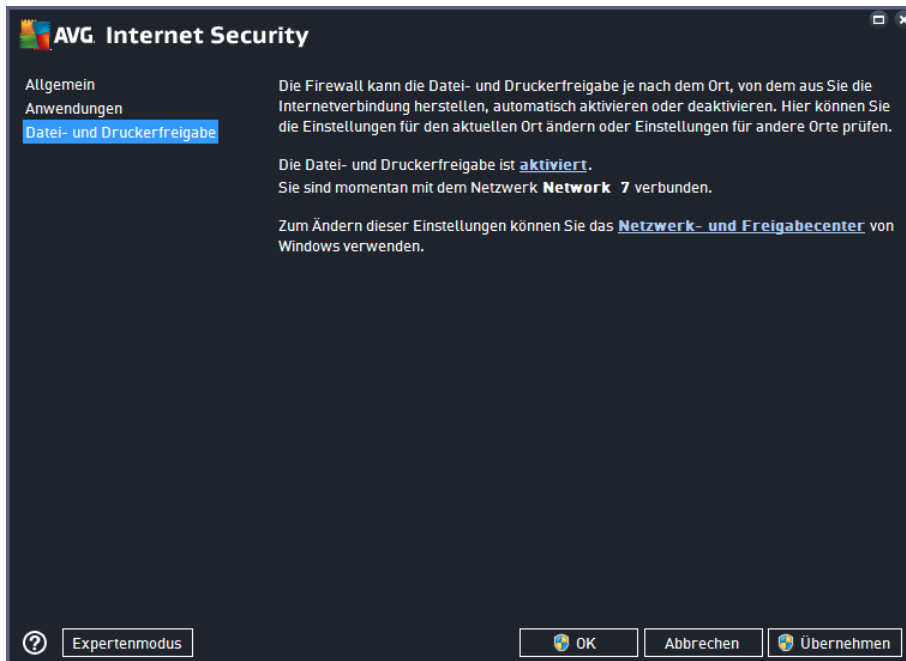 AVG. Internet Security
Allgemein
Anwendungen
Datei- und Druckerfreigabe
Die Firewall kann die Datei- und Druckerfreigabe je nach dem Ort, von dem aus Sie die
Internetverbindung herstellen, automatisch aktivieren oder deaktivieren. Hier können Sie
die Einstellungen für den aktuellen Ort ändern oder Einstellungen für andere Orte prüfen.
Die Datei- und Druckerfreigabe ist aktiviert.
Sie sind momentan mit dem Netzwerk Network 7 verbunden.
Zum Ändern dieser Einstellungen können Sie das Netzwerk- und Freigabecenter von
Windows verwenden.
? Expertenmodus OK Abbrechen Übernehmen